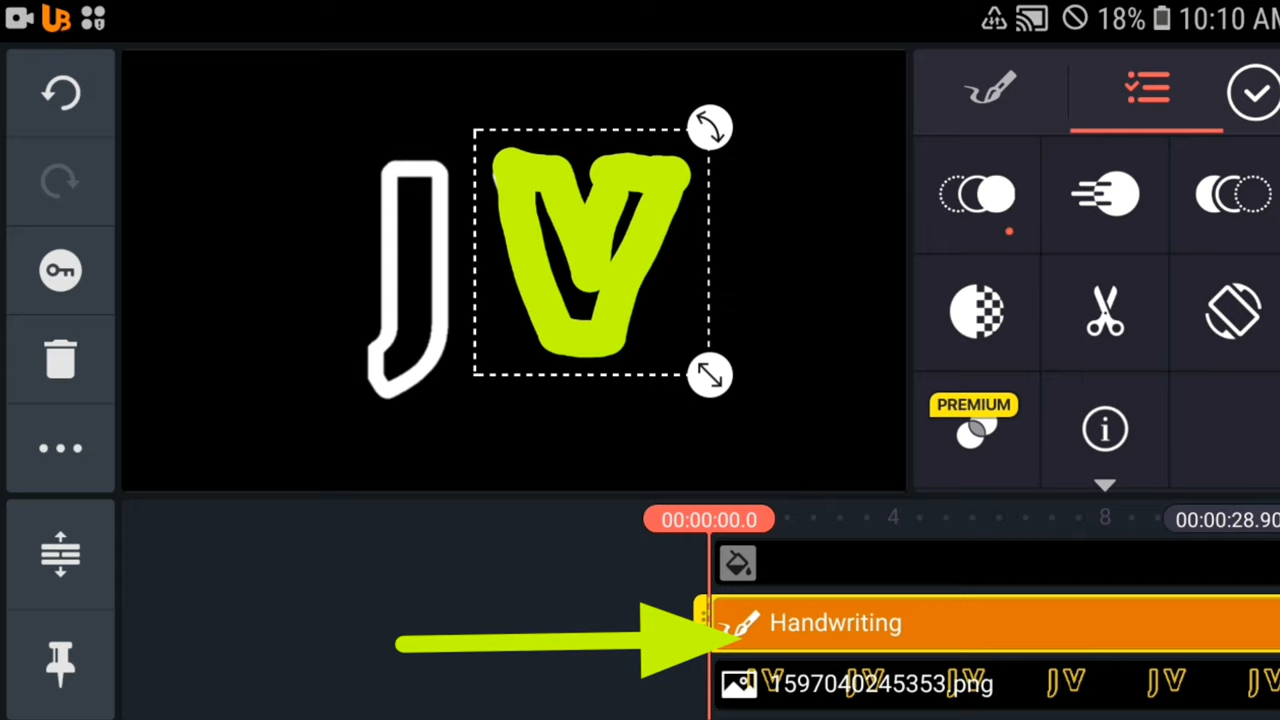 UB
18% 10:10 AM
J V
PREMIUM
i
00:00:00.0 4 8 00:00:28.90
Handwriting
1597040245353.png JV JV JV JV JV JV